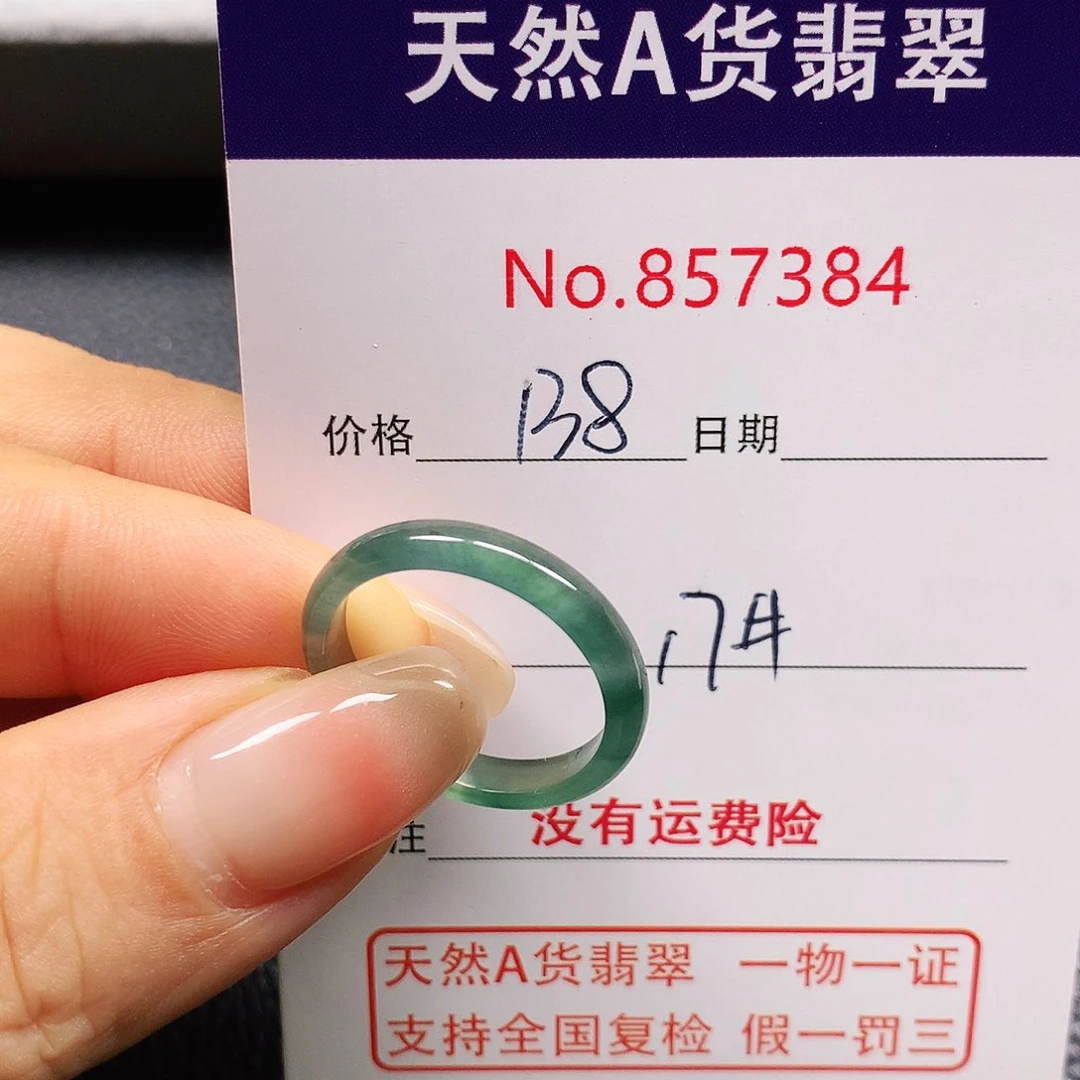 天然A货翡翠
No.857384
价格 138 日期
17#
注 没有运费险
天然A货翡翠 一物一证
支持全国复检 假一罚三